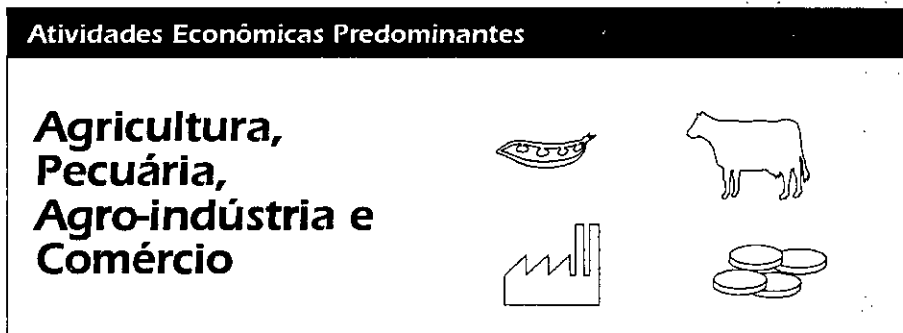 Atividades Econômicas Predominantes
Agricultura,
Pecuária,
Agro-indústria e
Comércio